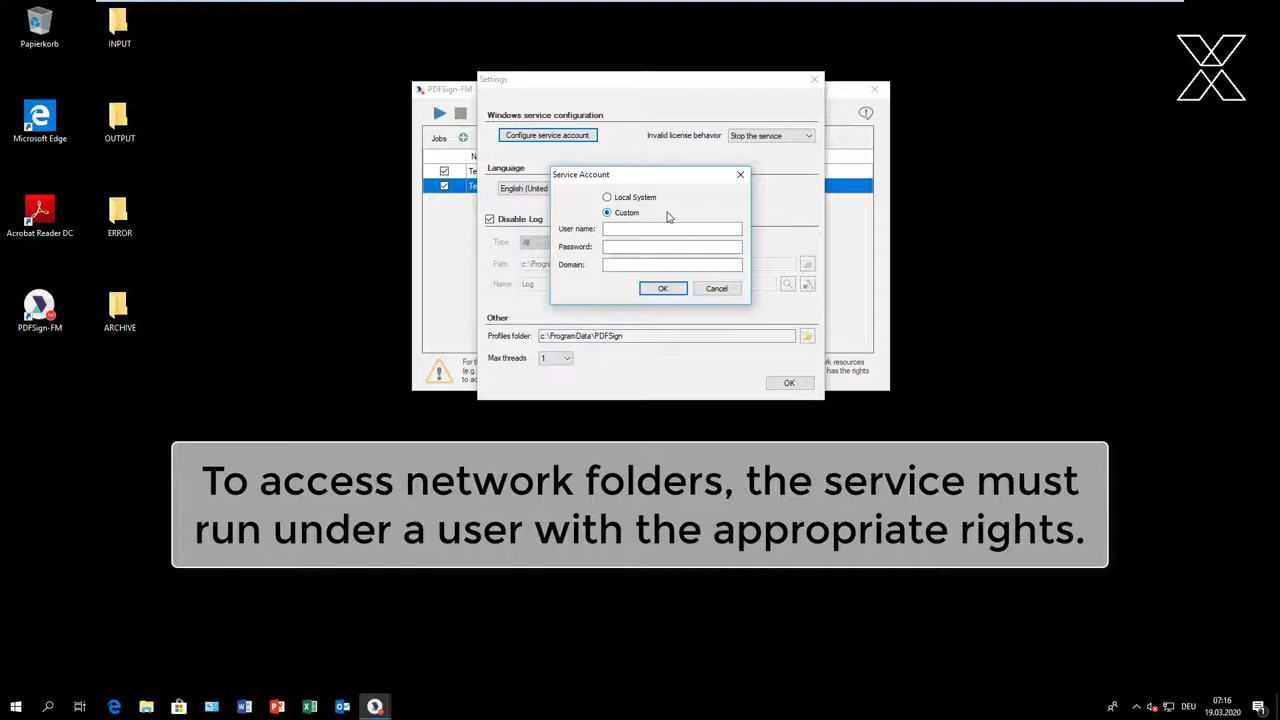 Papierkorb
INPUT
Microsoft Edge
OUTPUT
Acrobat Reader DC
ERROR
PDFSign-FM
ARCHIVE
PDFSign-FM
Jobs
Settings
Windows service configuration
Configure service account
Invalid license behavior
Stop the service
Language
English (United
Disable Log
Type
All
Path:
Name
Log
Service Account
Local System
Custom
User name:
Password:
Domain:
OK
Cancel
Other
Profiles folder:
c:\ProgramData\PDFSign
Max threads
1
OK
has the rights
To access network folders, the service must
run under a user with the appropriate rights.
DEU
07:16
19.03.2020